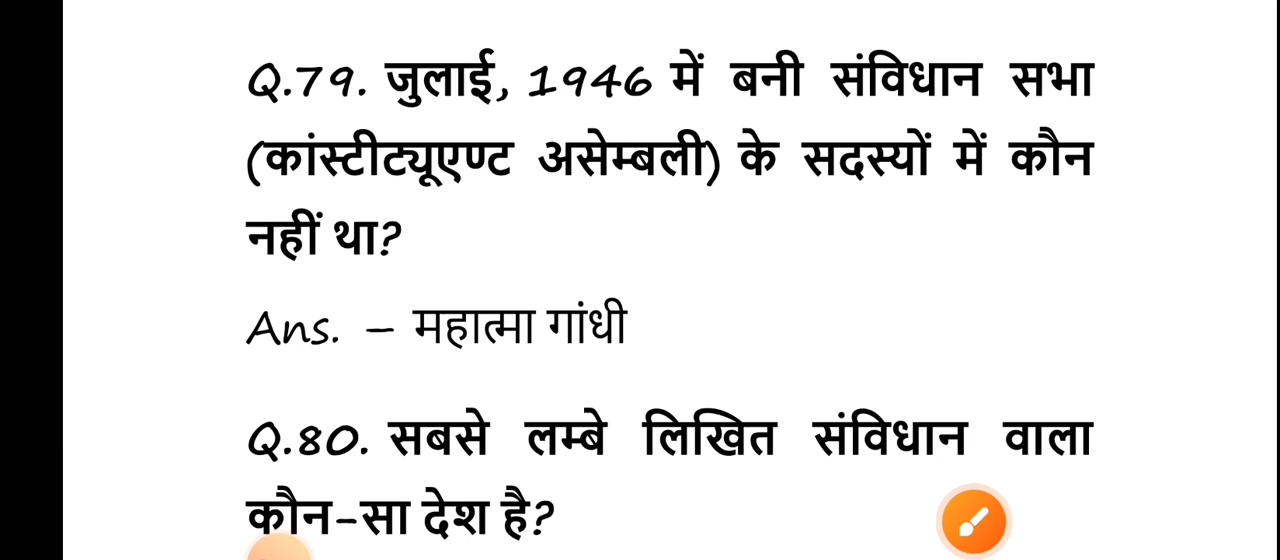 Q.79. जुलाई, 1946 में बनी संविधान सभा
(कांस्टीट्यूएण्ट असेम्बली) के सदस्यों में कौन
नहीं था?
Ans. – महात्मा गांधी
Q.80. सबसे लम्बे लिखित संविधान वाला
कौन-सा देश है?